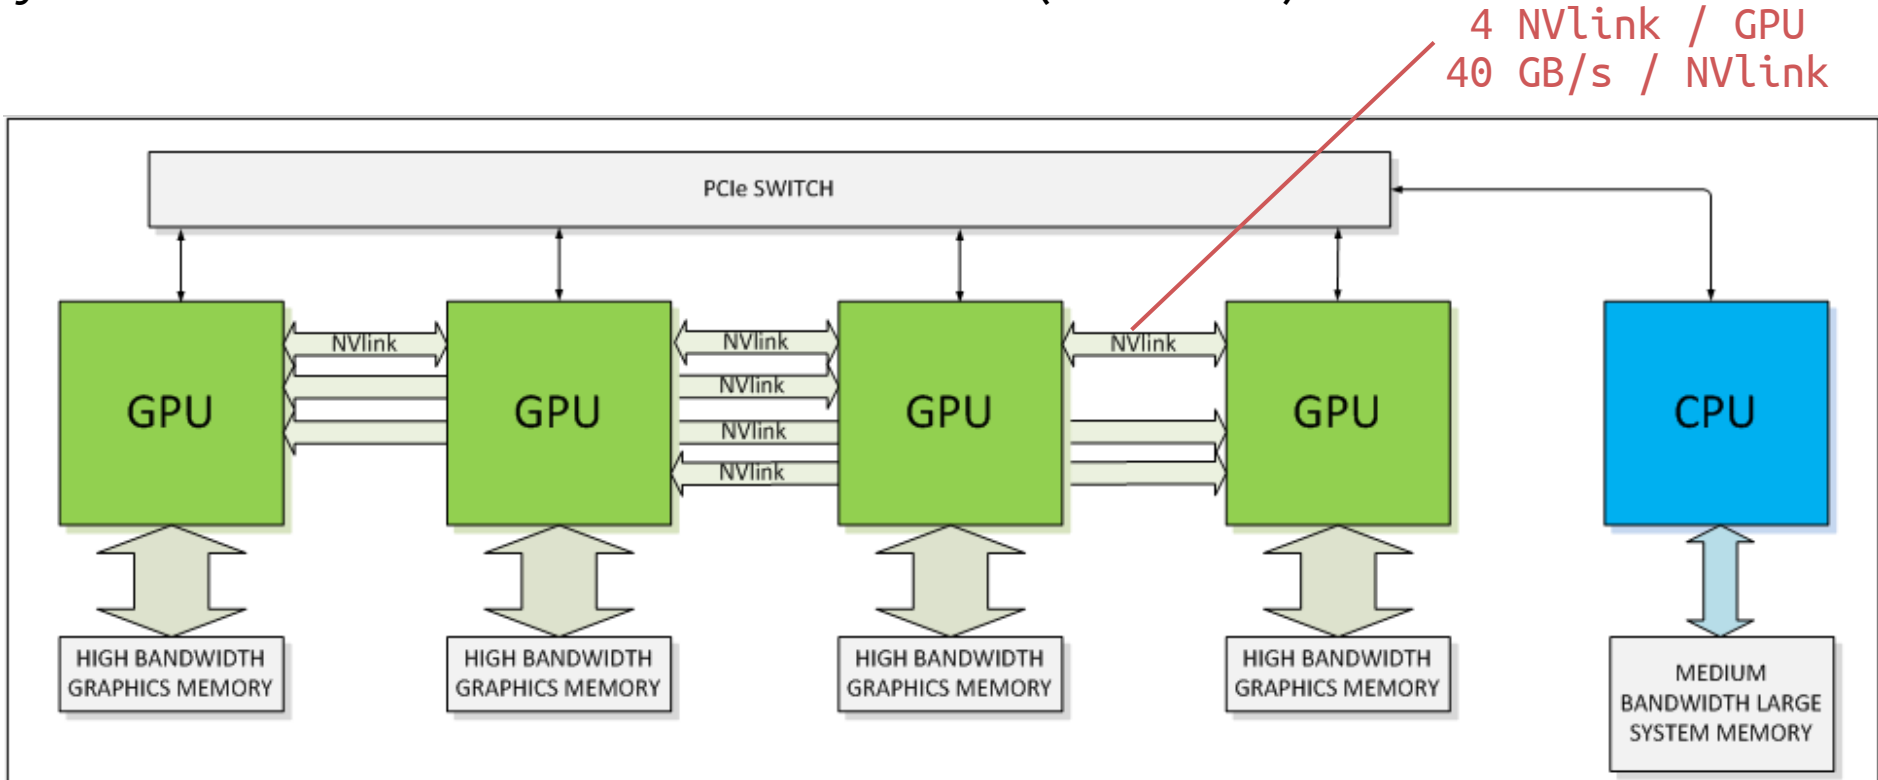 4 NVlink / GPU
40 GB/s / NVlink
PCIe SWITCH
NVlink
NVlink
NVlink
NVlink
NVlink
NVlink
GPU
GPU
GPU
GPU
CPU
HIGH BANDWIDTH
GRAPHICS MEMORY
HIGH BANDWIDTH
GRAPHICS MEMORY
HIGH BANDWIDTH
GRAPHICS MEMORY
HIGH BANDWIDTH
GRAPHICS MEMORY
MEDIUM
BANDWIDTH LARGE
SYSTEM MEMORY